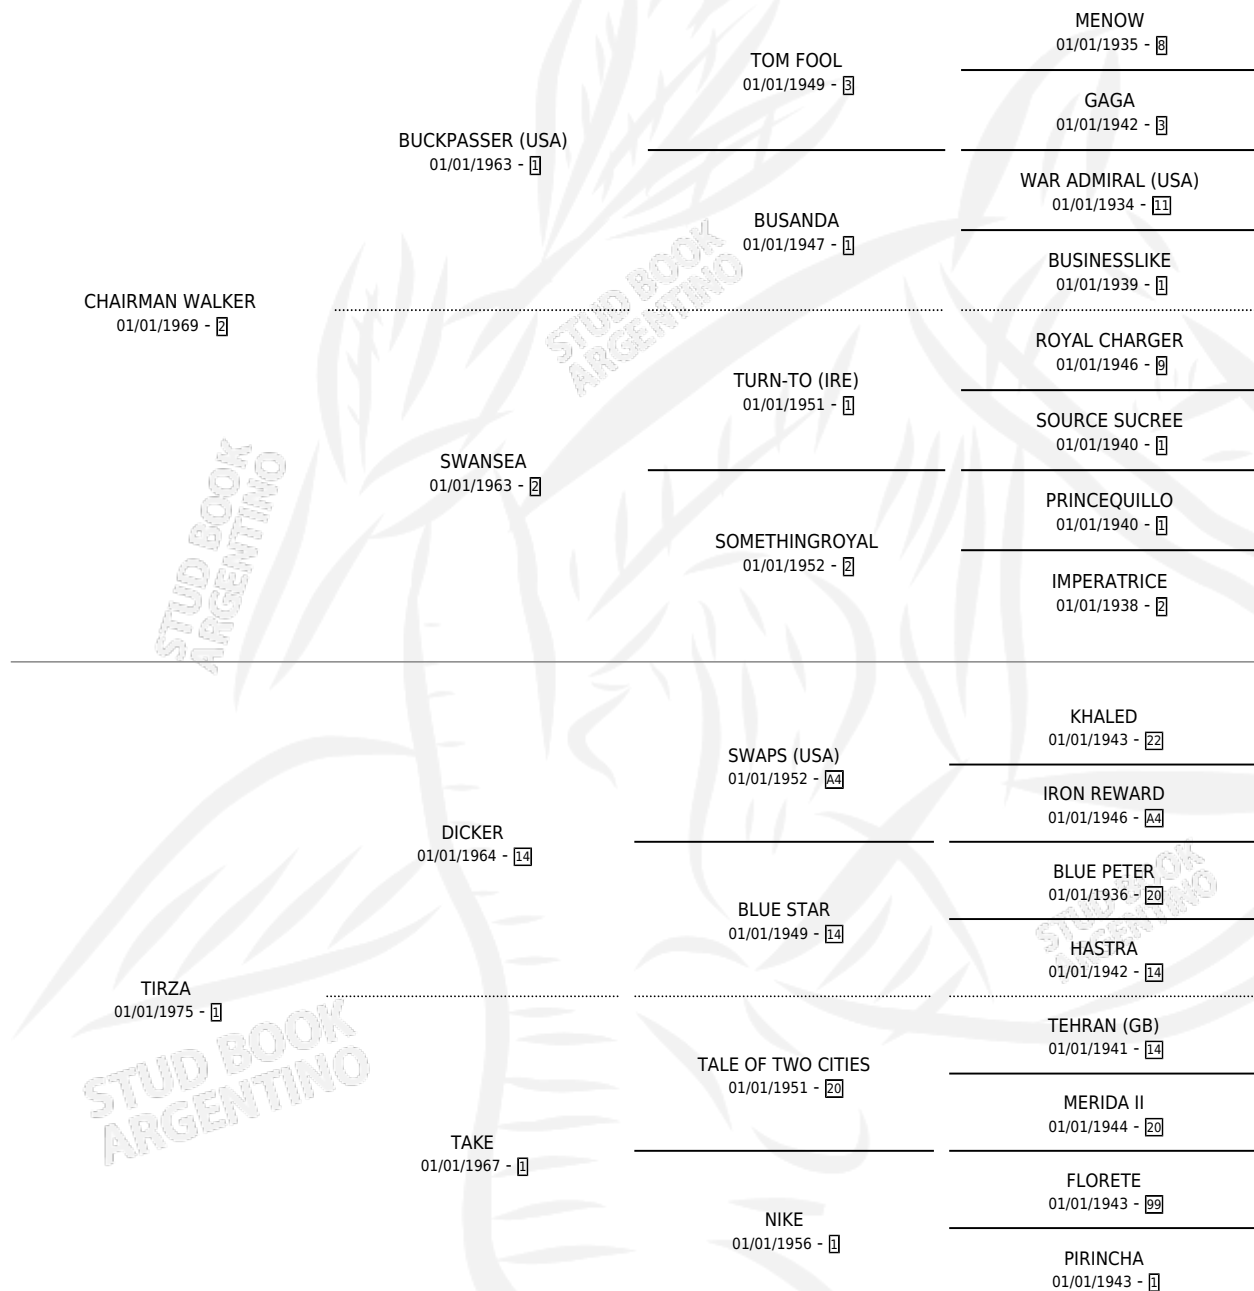 MENOW
01/01/1935 - 8
TOM FOOL
01/01/1949 - 3
GAGA
01/01/1942 - 3
BUCKPASSER (USA)
01/01/1963 - 1
WAR ADMIRAL (USA)
01/01/1934 - 11
BUSANDA
01/01/1947 - 1
BUSINESSLIKE
01/01/1939 - 1
CHAIRMAN WALKER
01/01/1969 - 2
ROYAL CHARGER
01/01/1946 - 9
TURN-TO (IRE)
01/01/1951 - 1
SOURCE SUCREE
01/01/1940 - 1
SWANSEA
01/01/1963 - 2
PRINCEQUILLO
01/01/1940 - 1
SOMETHINGROYAL
01/01/1952 - 2
IMPERATRICE
01/01/1938 - 2
KHALED
01/01/1943 - 22
SWAPS (USA)
01/01/1952 - A4
IRON REWARD
01/01/1946 - A4
DICKER
01/01/1964 - 14
BLUE PETER
01/01/1936 - 20
BLUE STAR
01/01/1949 - 14
HASTRA
01/01/1942 - 14
TIRZA
01/01/1975 - 1
TEHRAN (GB)
01/01/1941 - 14
TALE OF TWO CITIES
01/01/1951 - 20
MERIDA II
01/01/1944 - 20
TAKE
01/01/1967 - 1
FLORETE
01/01/1943 - 99
NIKE
01/01/1956 - 1
PIRINCHA
01/01/1943 - 1
STUD BOOK
ARGENTINO
STUD BOOK
ARGENTINO
STUD BOOK
ARGENTINO
STUD BOOK
ARGENTINO